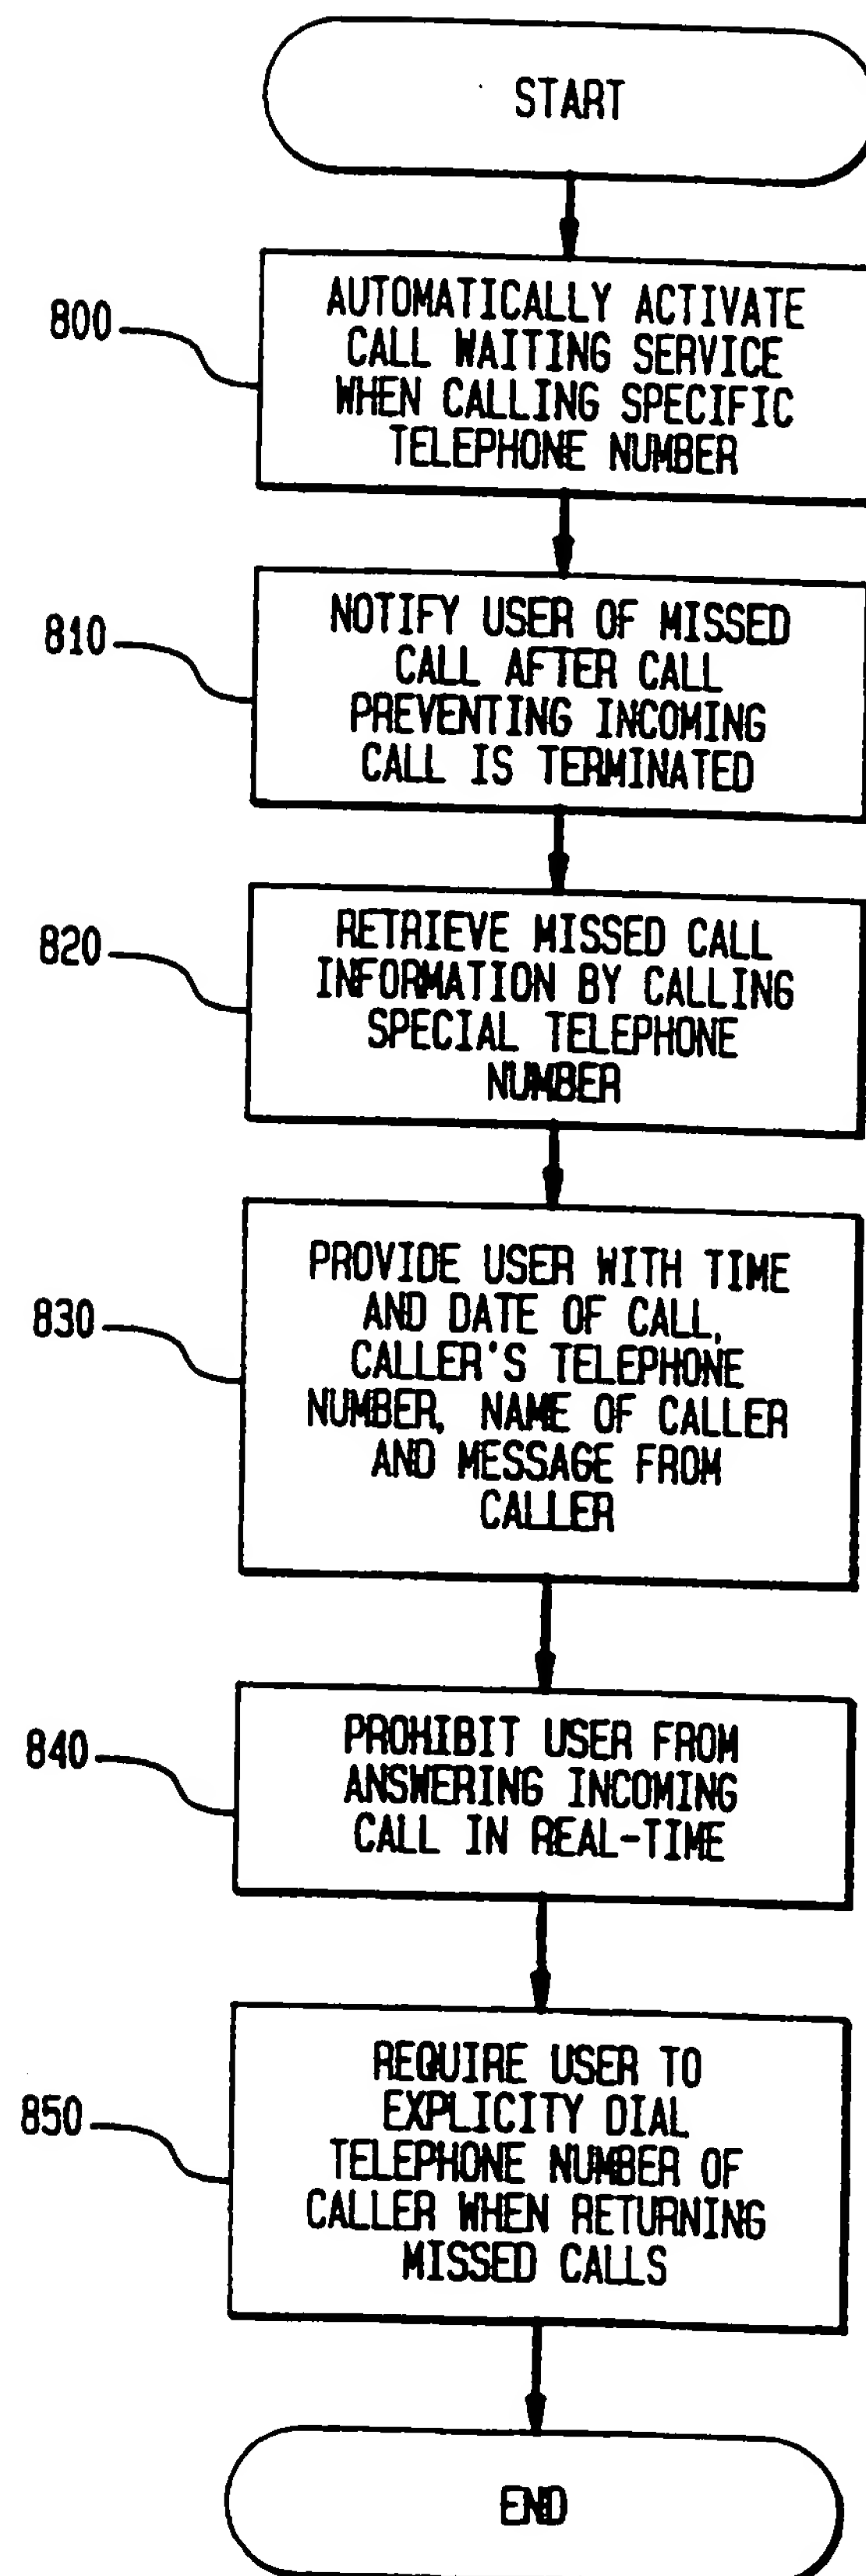 START
800
AUTOMATICALLY ACTIVATE
CALL WAITING SERVICE
WHEN CALLING SPECIFIC
TELEPHONE NUMBER
810
NOTIFY USER OF MISSED
CALL AFTER CALL
PREVENTING INCOMING
CALL IS TERMINATED
820
RETRIEVE MISSED CALL
INFORMATION BY CALLING
SPECIAL TELEPHONE
NUMBER
830
PROVIDE USER WITH TIME
AND DATE OF CALL,
CALLER'S TELEPHONE
NUMBER, NAME OF CALLER
AND MESSAGE FROM
CALLER
840
PROHIBIT USER FROM
ANSWERING INCOMING
CALL IN REAL-TIME
850
REQUIRE USER TO
EXPLICITY DIAL
TELEPHONE NUMBER OF
CALLER WHEN RETURNING
MISSED CALLS
END